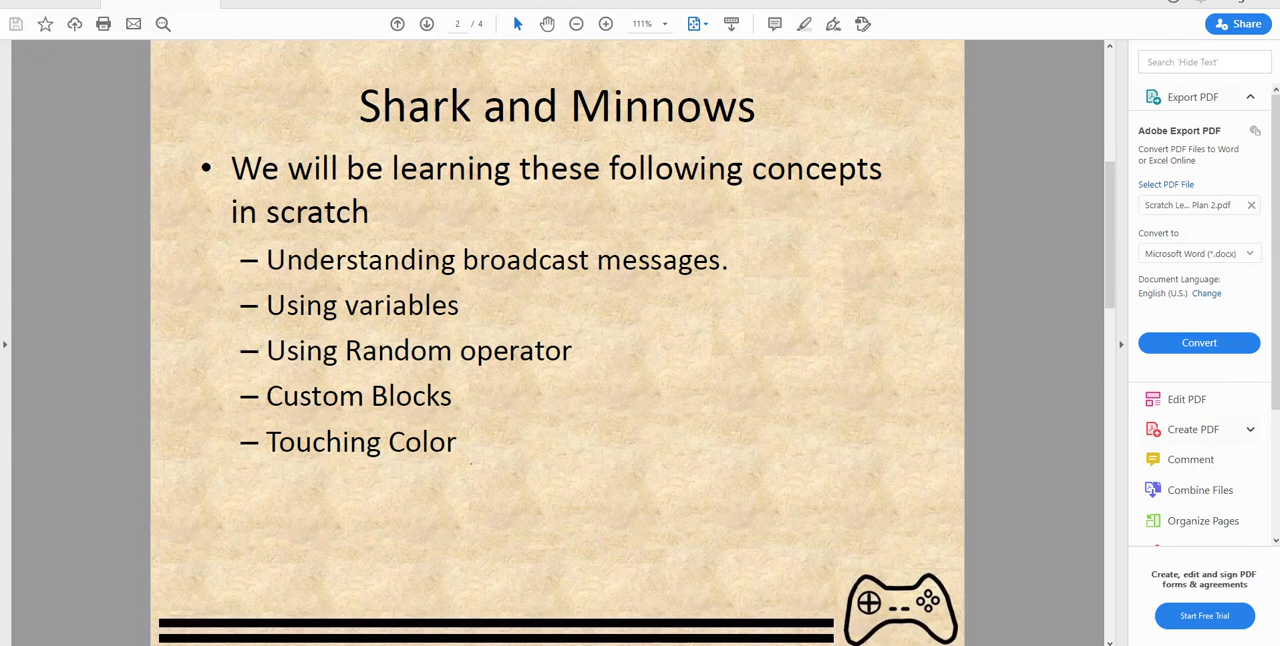 2 / 4
111%
Share
Search 'Hide Text'
Export PDF
Adobe Export PDF
Convert PDF Files to Word
or Excel Online
Select PDF File
Scratch Le... Plan 2.pdf
Convert to
Microsoft Word (*.docx)
Document Language:
English (U.S.) Change
Convert
Edit PDF
Create PDF
Comment
Combine Files
Organize Pages
Create, edit and sign PDF
forms & agreements
Start Free Trial
Shark and Minnows
• We will be learning these following concepts
in scratch
– Understanding broadcast messages.
– Using variables
– Using Random operator
– Custom Blocks
– Touching Color